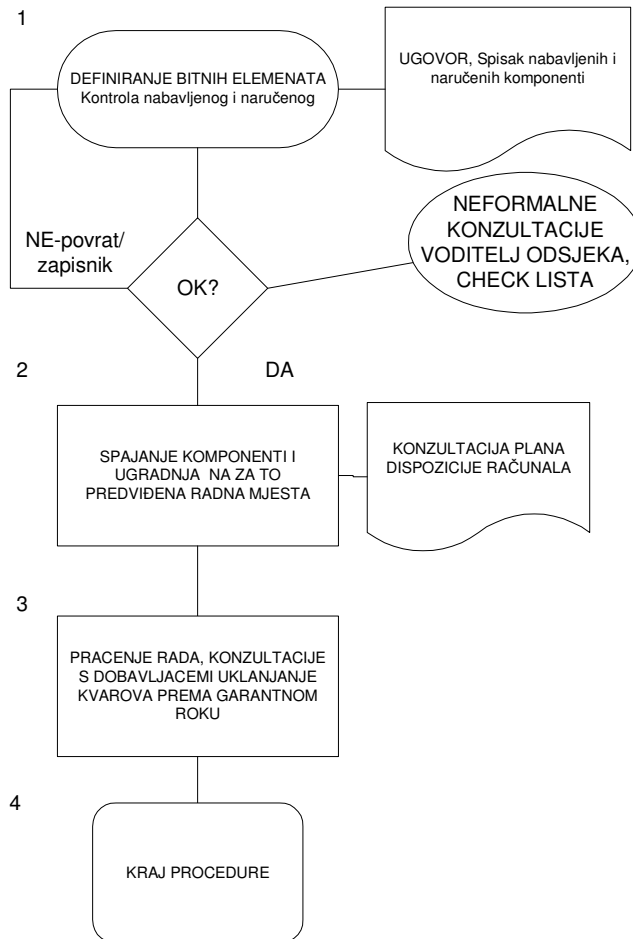 1
DEFINIRANJE BITNIH ELEMENATA
Kontrola nabavljenog i naručenog
UGOVOR, Spisak nabavljenih i
naručenih komponenti
NE-povrat/
zapisnik
OK?
NEFORMALNE
KONZULTACIJE
VODITELJ ODSJEKA,
CHECK LISTA
2
DA
SPAJANJE KOMPONENTI I
UGRADNJA NA ZA TO
PREDVIĐENA RADNA MJESTA
KONZULTACIJA PLANA
DISPOZICIJE RAČUNALA
3
PRACENJE RADA, KONZULTACIJE
S DOBAVLJACEMI UKLANJANJE
KVAROVA PREMA GARANTNOM
ROKU
4
KRAJ PROCEDURE